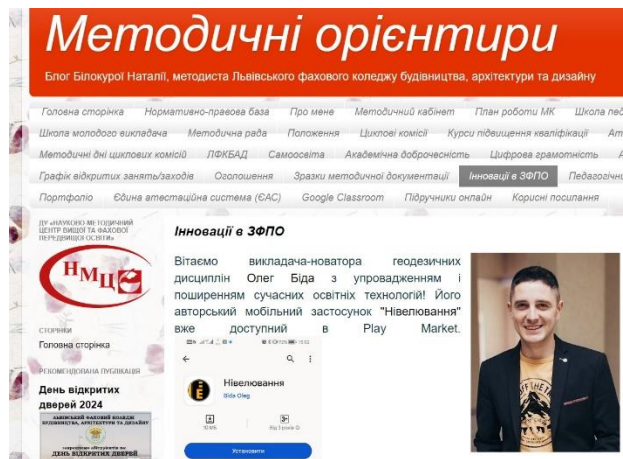 Методичні орієнтири
Блог Білокурої Наталії, методиста Львівського фахового коледжу будівництва, архітектури та дизайну
Головна сторінка Нормативно-правова база Про мене Методичний кабінет План роботи МК Школа пед
Школа молодого викладача Методична рада Положення Циклові комісії Курси підвищення кваліфікації Ат
Методичні дні циклових комісій ЛФКБАД Самоосвіта Академічна доброчесність Цифрова грамотність А
Графік відкритих занять/заходів Оголошення Зразки методичної документації Інновації в ЗФПО Педагогічни
Портфоліо Єдина атестаційна система (ЄАС) Google Classroom Підручники онлайн Корисні посилання
ДУ «НАУКОВО-МЕТОДИЧНИЙ
ЦЕНТР ВИЩОЇ ТА ФАХОВОЇ
ПЕРЕДВИЩОЇ ОСВІТИ»
НМЦ
СТОРІНКИ
Головна сторінка
РЕКОМЕНДОВАНА ПУБЛІКАЦІЯ
День відкритих
дверей 2024
ЛЬВІВСЬКИЙ ФАХОВИЙ КОЛЕДЖ
БУДІВНИЦТВА, АРХІТЕКТУРИ ТА ДИЗАЙНУ
ДЕНЬ ВІДКРИТИХ ДВЕРЕЙ
Інновації в ЗФПО
Вітаємо викладача-новатора геодезичних
дисциплін Олег Біда з упровадженням і
поширенням сучасних освітніх технологій! Його
авторський мобільний застосунок "Нівелювання"
вже доступний в Play Market.
Нівелювання
Bida Oleg
Установити